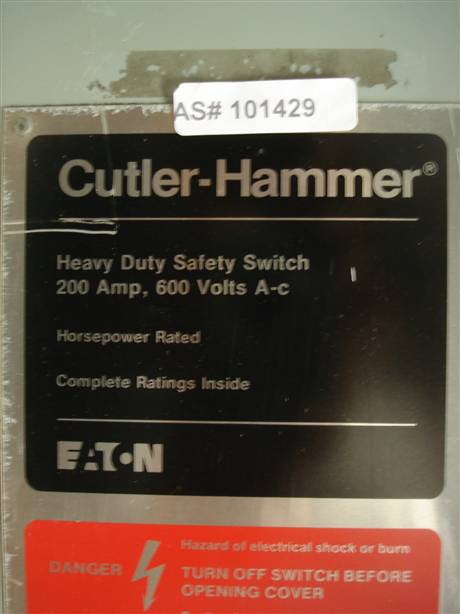 AS# 101429
Cutler-Hammer®
Heavy Duty Safety Switch
200 Amp, 600 Volts A-c
Horsepower Rated
Complete Ratings Inside
EATON
Hazard of electrical shock or burn
DANGER
TURN OFF SWITCH BEFORE
OPENING COVER